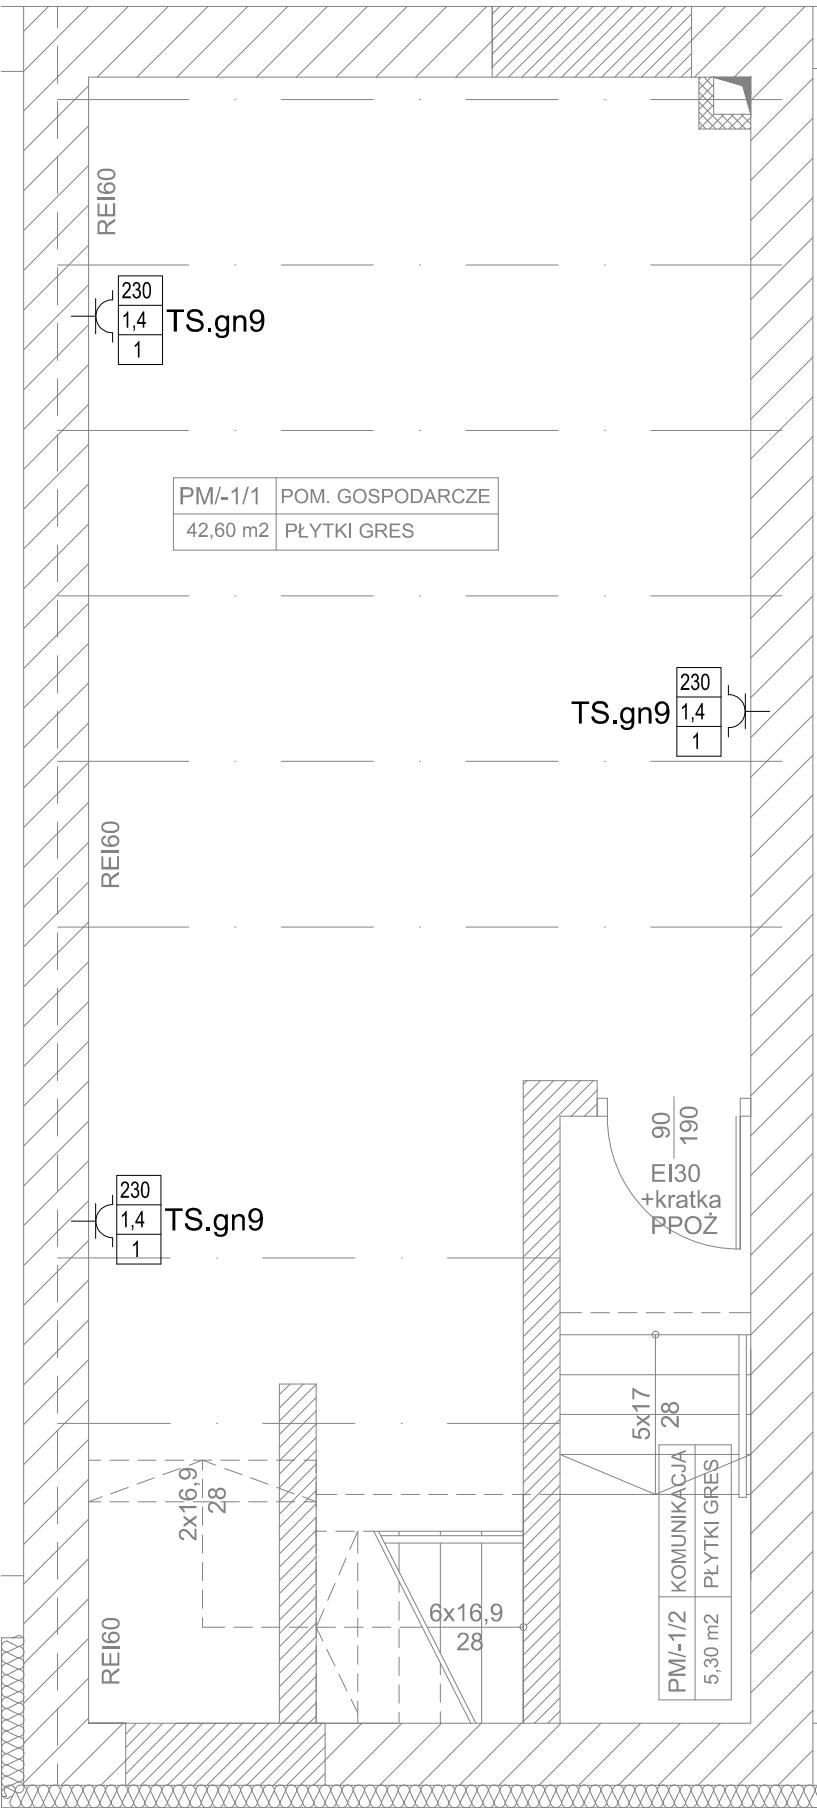 REI60
230
1,4
1
TS.gn9
PM/-1/1 POM. GOSPODARCZE
42,60 m2 PŁYTKI GRES
TS.gn9
230
1,4
1
REI60
90
190
EI30
+kratka
PPOŻ
230
1,4
1
TS.gn9
5x17
28
2x16,9
28
6x16,9
28
REI60
PM/-1/2 KOMUNIKACJA
5,30 m2 PŁYTKI GRES